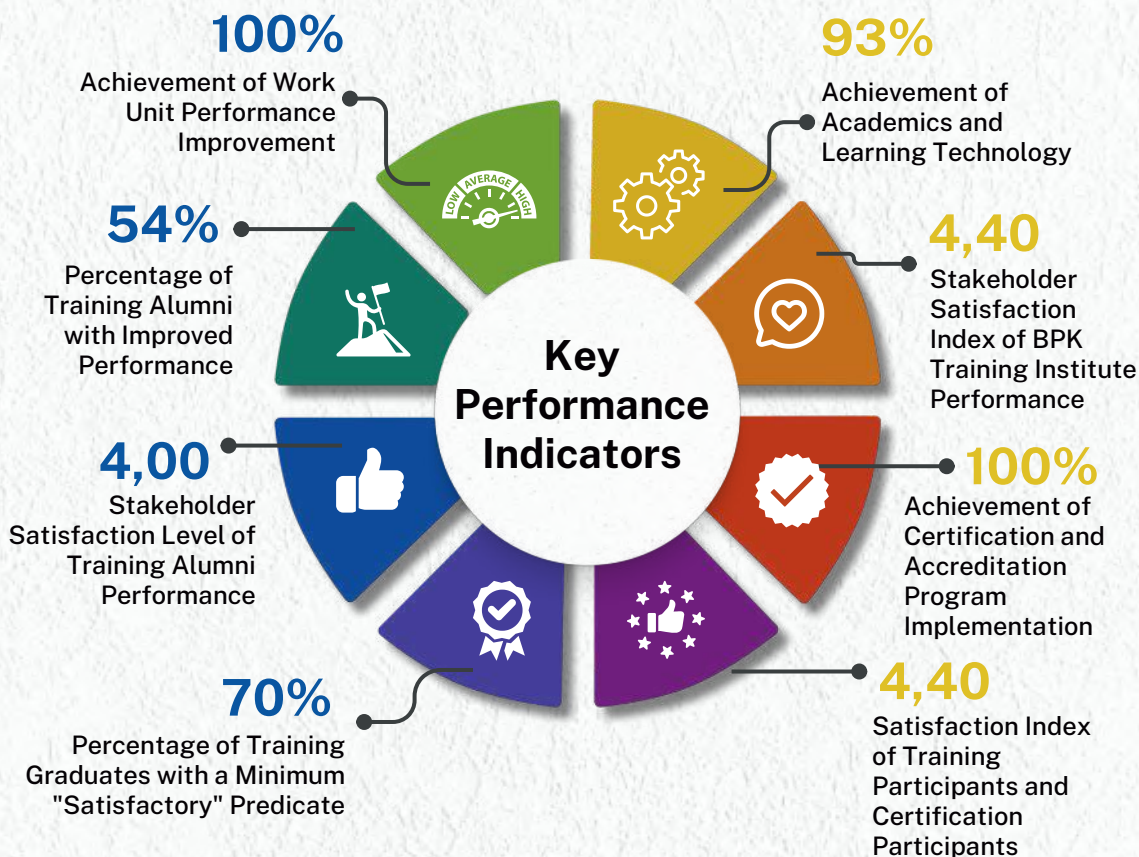 100%
Achievement of Work
Unit Performance
Improvement
93%
Achievement of
Academics and
Learning Technology
54%
Percentage of
Training Alumni
with Improved
Performance
4,40
Stakeholder
Satisfaction
Index of BPK
Training Institute
Performance
LOW AVERAGE HIGH
Key
Performance
Indicators
4,00
Stakeholder
Satisfaction Level of
Training Alumni
Performance
100%
Achievement of
Certification and
Accreditation
Program
Implementation
70%
Percentage of Training
Graduates with a Minimum
"Satisfactory" Predicate
4,40
Satisfaction Index
of Training
Participants and
Certification
Participants